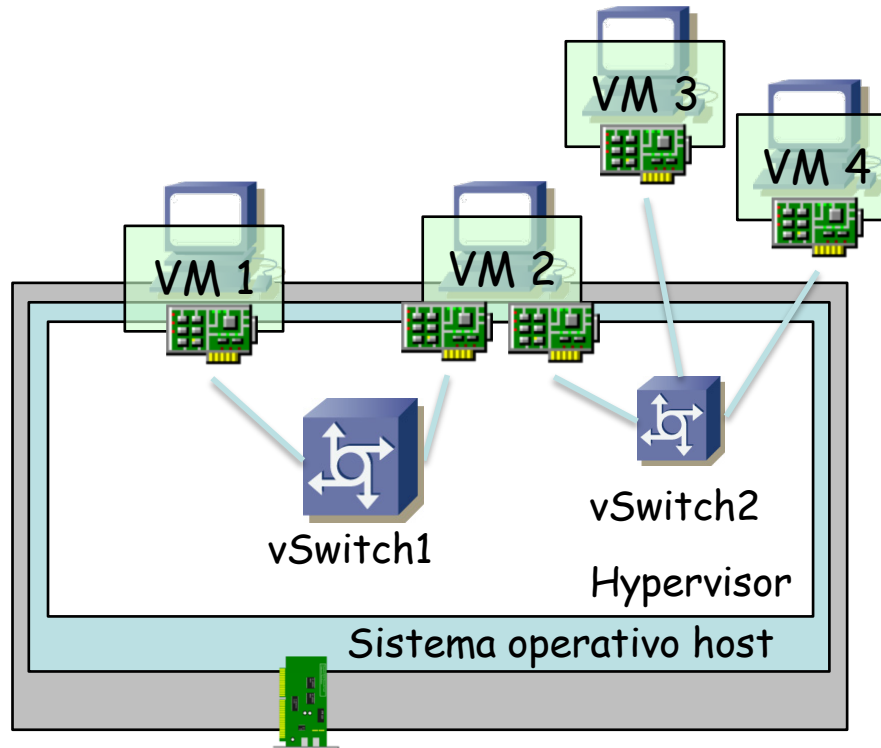 VM 3
VM 4
VM 1
VM 2
vSwitch2
vSwitch1
Hypervisor
Sistema operativo host